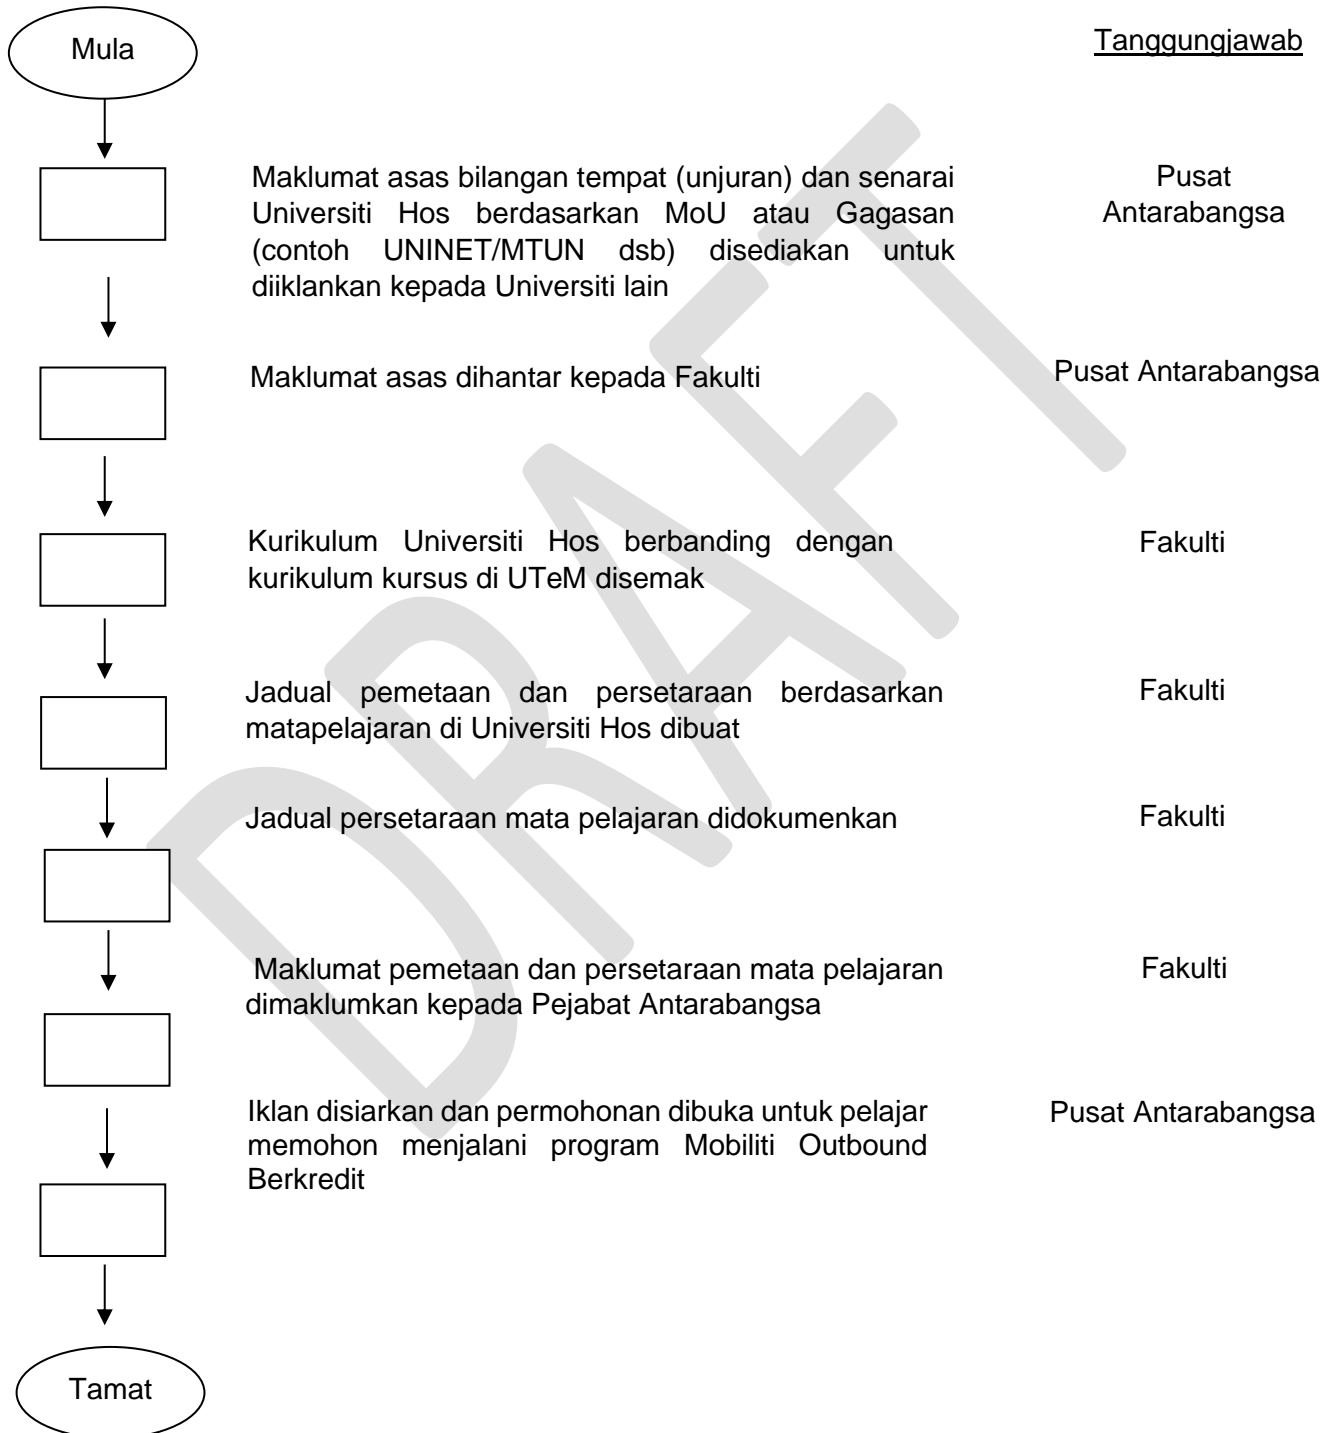 Mula
Tanggungjawab
Maklumat asas bilangan tempat (unjuran) dan senarai
Universiti Hos berdasarkan MoU atau Gagasan
(contoh UNINET/MTUN dsb) disediakan untuk
diiklankan kepada Universiti lain
Pusat
Antarabangsa
Maklumat asas dihantar kepada Fakulti
Pusat Antarabangsa
Kurikulum Universiti Hos berbanding dengan
kurikulum kursus di UTeM disemak
Fakulti
Jadual pemetaan dan persetaraan berdasarkan
matapelajaran di Universiti Hos dibuat
Fakulti
Jadual persetaraan mata pelajaran didokumenkan
Fakulti
Maklumat pemetaan dan persetaraan mata pelajaran
dimaklumkan kepada Pejabat Antarabangsa
Fakulti
Iklan disiarkan dan permohonan dibuka untuk pelajar
memohon menjalani program Mobiliti Outbound
Berkredit
Pusat Antarabangsa
Tamat
DRAFT